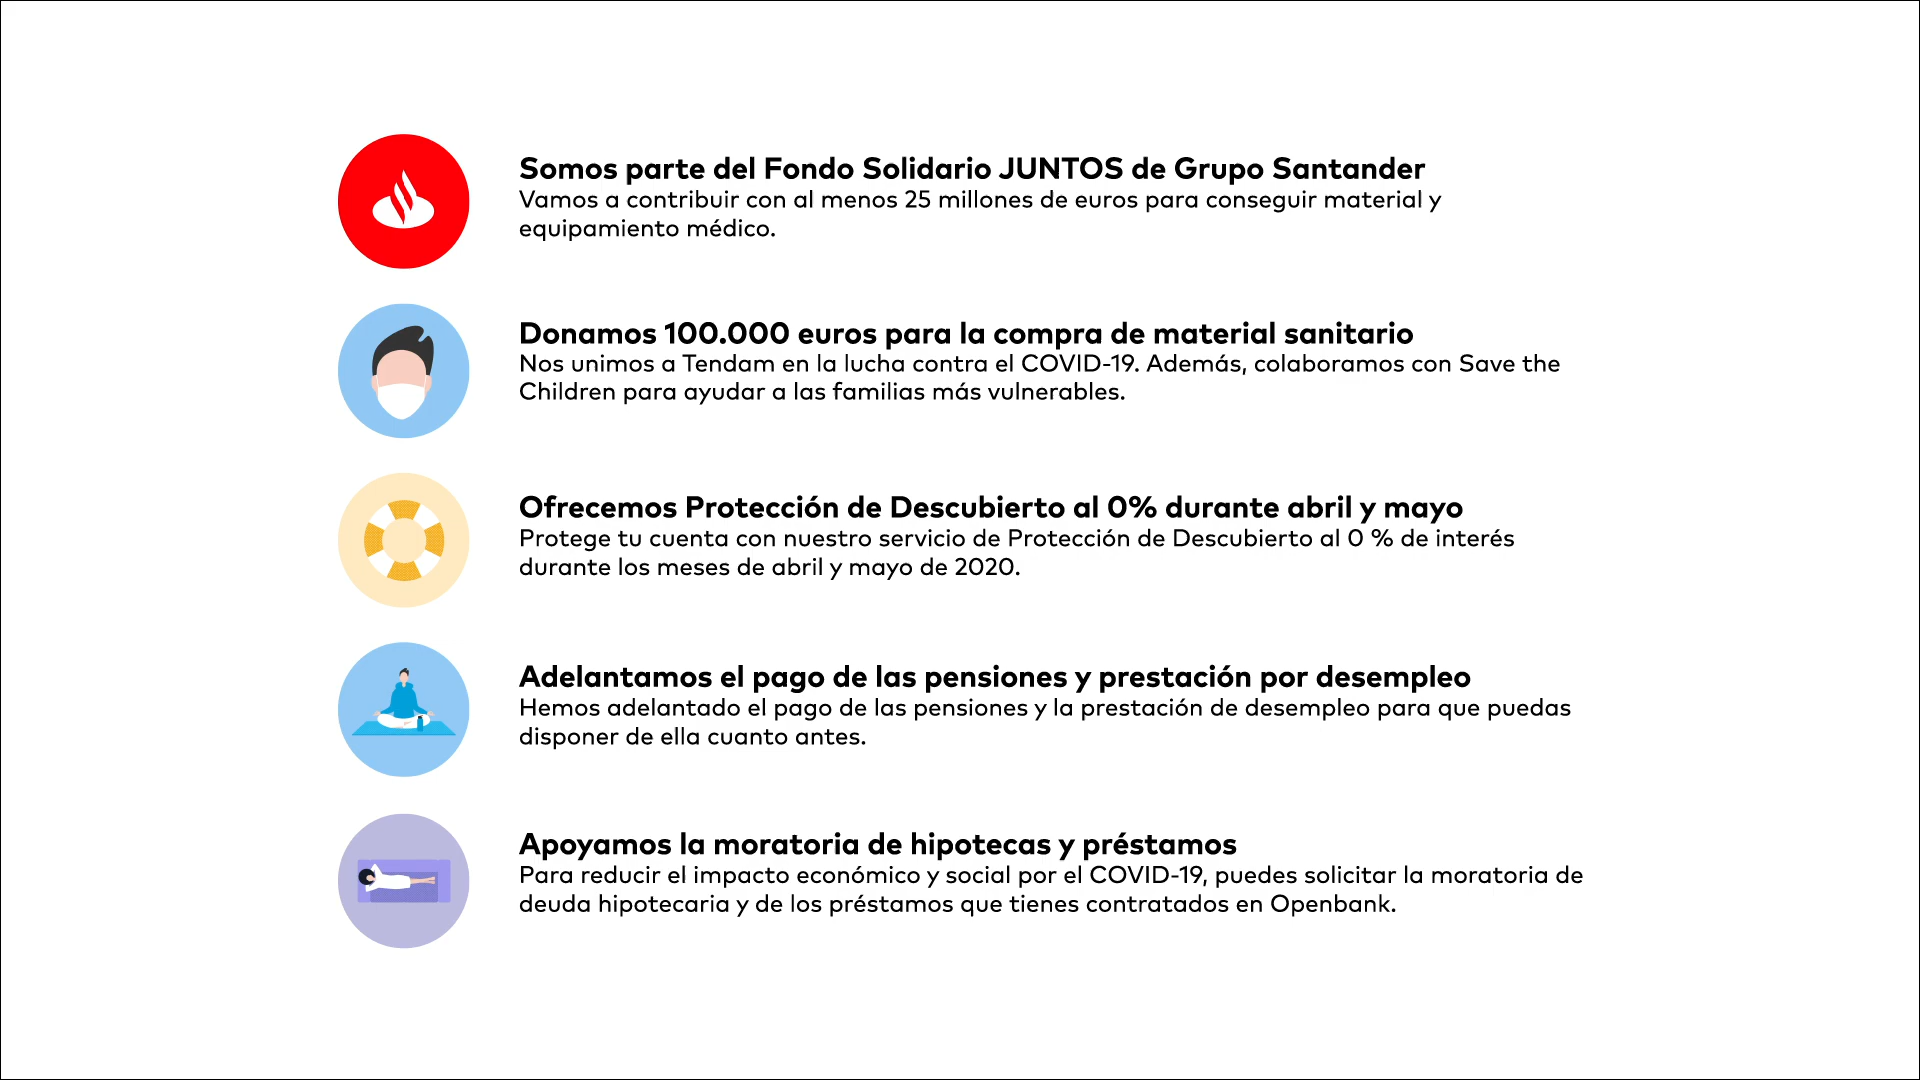 Somos parte del Fondo Solidario JUNTOS de Grupo Santander
Vamos a contribuir con al menos 25 millones de euros para conseguir material y
equipamiento médico.
Donamos 100.000 euros para la compra de material sanitario
Nos unimos a Tendam en la lucha contra el COVID-19. Además, colaboramos con Save the
Children para ayudar a las familias más vulnerables.
Ofrecemos Protección de Descubierto al 0% durante abril y mayo
Protege tu cuenta con nuestro servicio de Protección de Descubierto al 0 % de interés
durante los meses de abril y mayo de 2020.
Adelantamos el pago de las pensiones y prestación por desempleo
Hemos adelantado el pago de las pensiones y la prestación de desempleo para que puedas
disponer de ella cuanto antes.
Apoyamos la moratoria de hipotecas y préstamos
Para reducir el impacto económico y social por el COVID-19, puedes solicitar la moratoria de
deuda hipotecaria y de los préstamos que tienes contratados en Openbank.